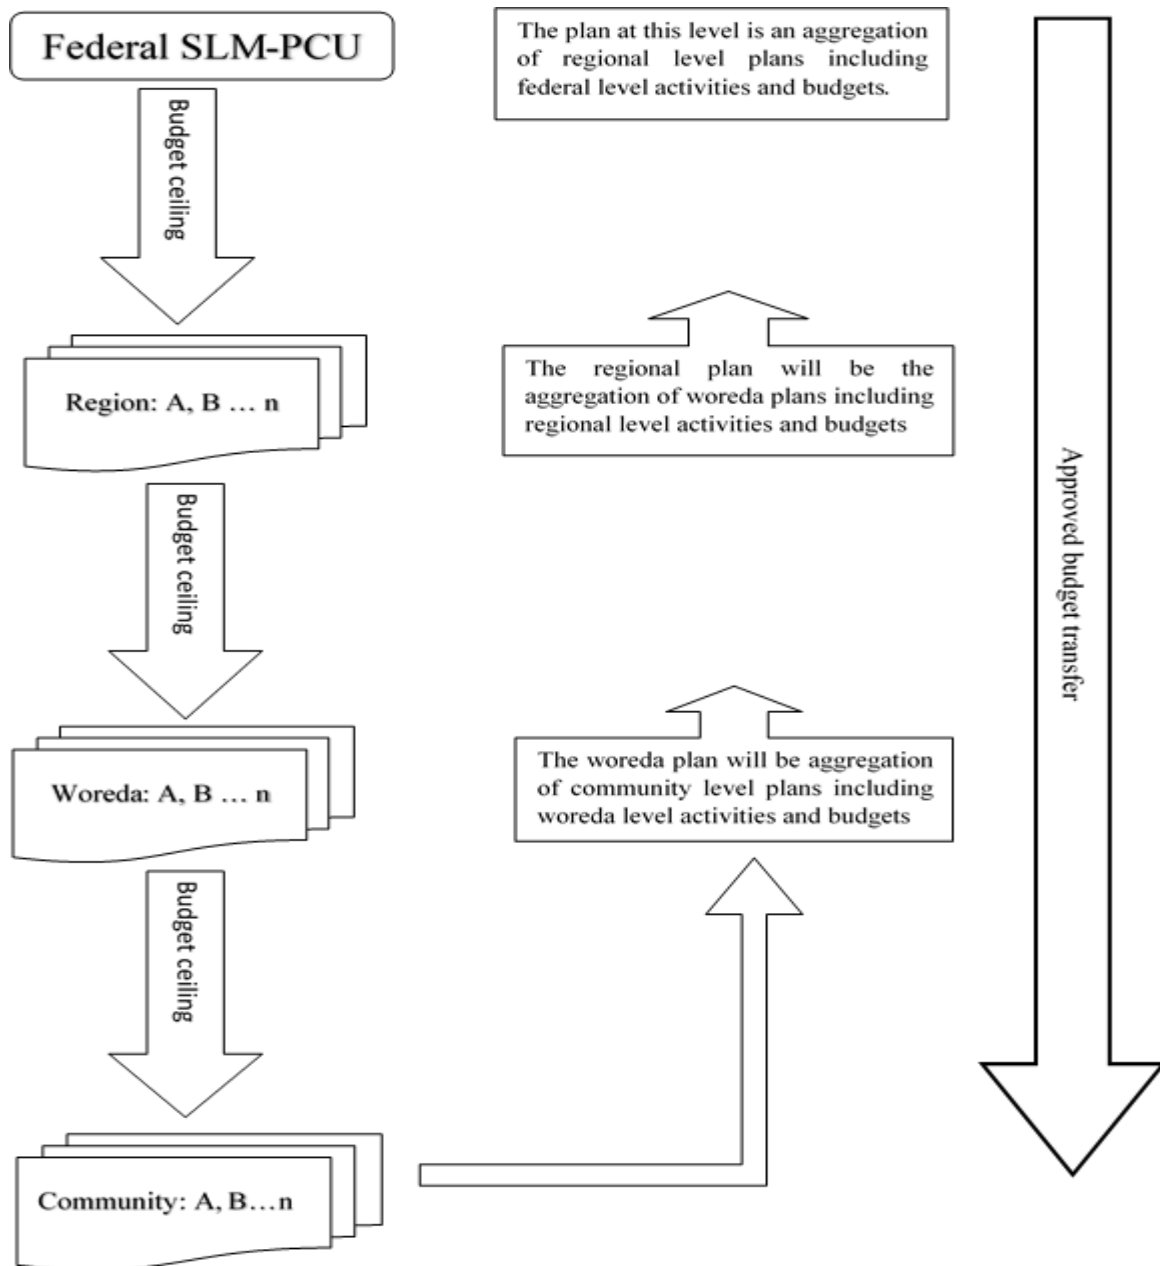 Federal SLM-PCU
The plan at this level is an aggregation
of regional level plans including
federal level activities and budgets.
Budget ceiling
Region: A, B … n
The regional plan will be the
aggregation of woreda plans including
regional level activities and budgets
Budget ceiling
Approved budget transfer
Woreda: A, B … n
The woreda plan will be aggregation
of community level plans including
woreda level activities and budgets
Budget ceiling
Community: A, B…n